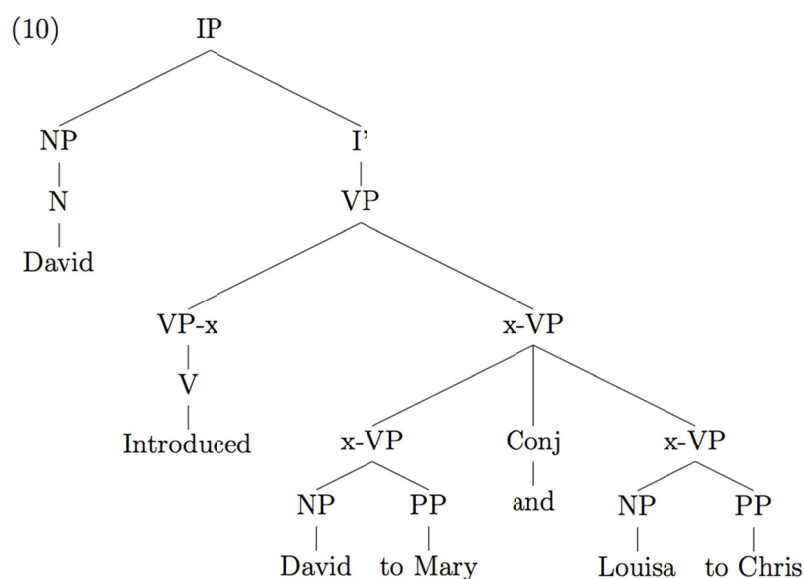 (10) IP
NP I'
N VP
David
VP-x x-VP
V
Introduced x-VP Conj x-VP
NP PP and NP PP
David to Mary Louisa to Chris